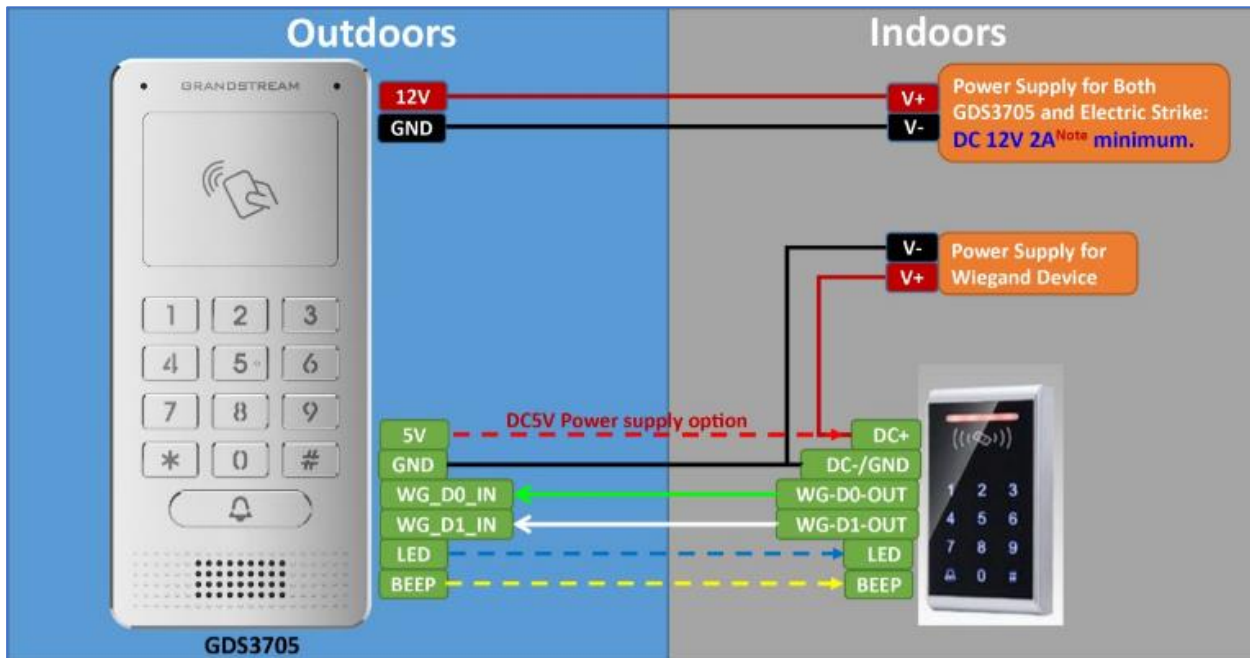 Outdoors
Indoors
GRANDSTREAM
12V
GND
V+
V-
Power Supply for Both
GDS3705 and Electric Strike:
DC 12V 2A Note minimum.
V-
V+
Power Supply for
Wiegand Device
1 2 3
4 5 6
7 8 9
* 0 #
DC5V Power supply option
5V
GND
WG_D0_IN
WG_D1_IN
LED
BEEP
DC+
DC-/GND
WG-D0-OUT
WG-D1-OUT
LED
BEEP
1 2 3
4 5 6
7 8 9
0 #
GDS3705